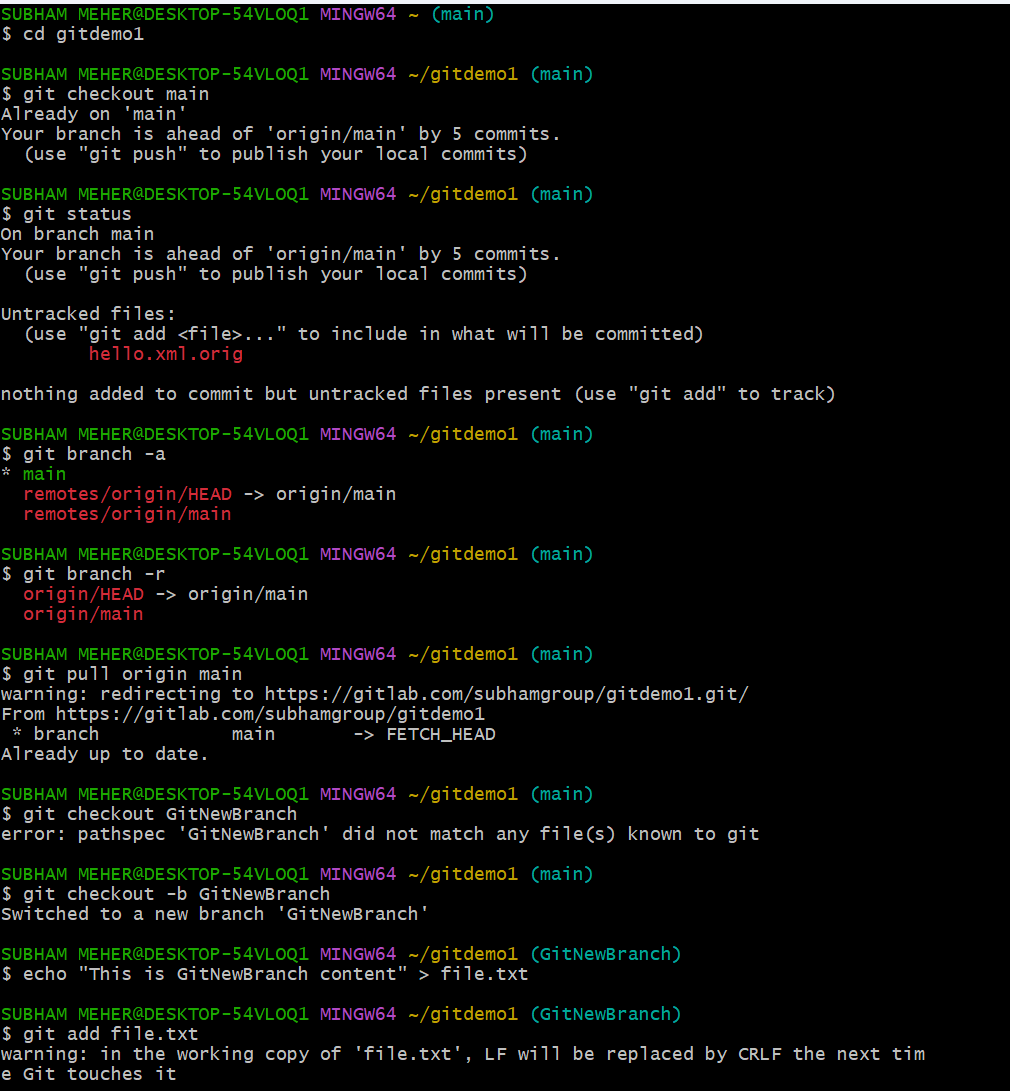 SUBHAM MEHER@DESKTOP-54VLOQ1 MINGW64 ~ (main)
$ cd gitdemo1
SUBHAM MEHER@DESKTOP-54VLOQ1 MINGW64 ~/gitdemo1 (main)
$ git checkout main
Already on 'main'
Your branch is ahead of 'origin/main' by 5 commits.
  (use "git push" to publish your local commits)
SUBHAM MEHER@DESKTOP-54VLOQ1 MINGW64 ~/gitdemo1 (main)
$ git status
On branch main
Your branch is ahead of 'origin/main' by 5 commits.
  (use "git push" to publish your local commits)
Untracked files:
  (use "git add <file>..." to include in what will be committed)
        hello.xml.orig
nothing added to commit but untracked files present (use "git add" to track)
SUBHAM MEHER@DESKTOP-54VLOQ1 MINGW64 ~/gitdemo1 (main)
$ git branch -a
* main
  remotes/origin/HEAD -> origin/main
  remotes/origin/main
SUBHAM MEHER@DESKTOP-54VLOQ1 MINGW64 ~/gitdemo1 (main)
$ git branch -r
  origin/HEAD -> origin/main
  origin/main
SUBHAM MEHER@DESKTOP-54VLOQ1 MINGW64 ~/gitdemo1 (main)
$ git pull origin main
warning: redirecting to https://gitlab.com/subhamgroup/gitdemo1.git/
From https://gitlab.com/subhamgroup/gitdemo1
 * branch            main       -> FETCH_HEAD
Already up to date.
SUBHAM MEHER@DESKTOP-54VLOQ1 MINGW64 ~/gitdemo1 (main)
$ git checkout GitNewBranch
error: pathspec 'GitNewBranch' did not match any file(s) known to git
SUBHAM MEHER@DESKTOP-54VLOQ1 MINGW64 ~/gitdemo1 (main)
$ git checkout -b GitNewBranch
Switched to a new branch 'GitNewBranch'
SUBHAM MEHER@DESKTOP-54VLOQ1 MINGW64 ~/gitdemo1 (GitNewBranch)
$ echo "This is GitNewBranch content" > file.txt
SUBHAM MEHER@DESKTOP-54VLOQ1 MINGW64 ~/gitdemo1 (GitNewBranch)
$ git add file.txt
warning: in the working copy of 'file.txt', LF will be replaced by CRLF the next tim
e Git touches it